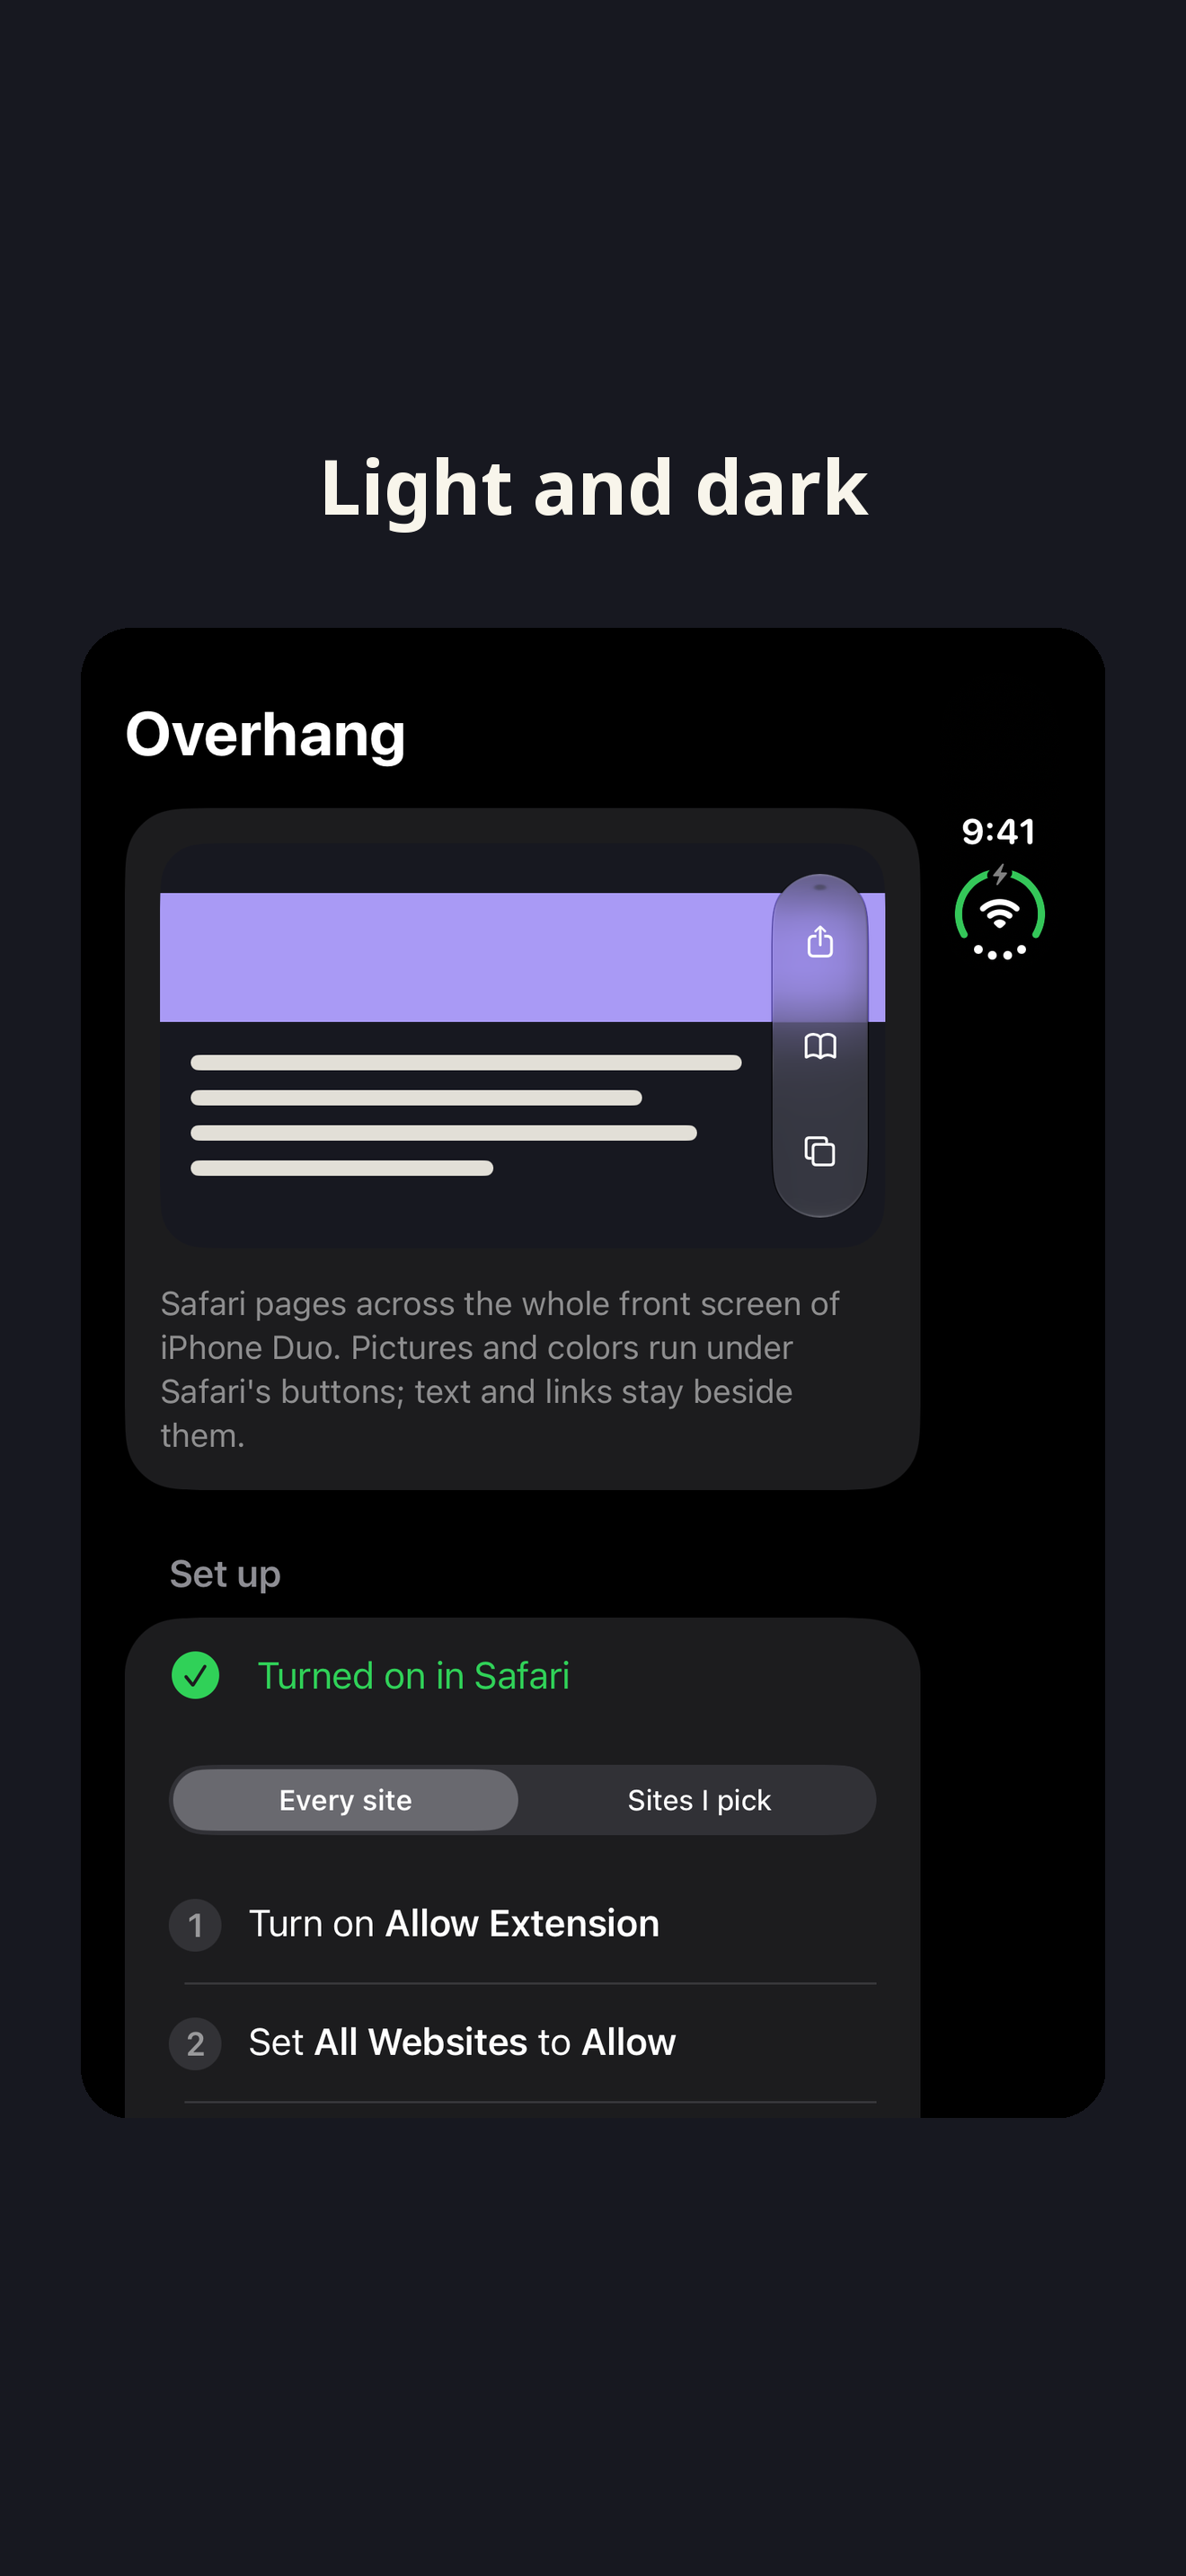 Light and dark
Overhang
9:41
Safari pages across the whole front screen of
iPhone Duo. Pictures and colors run under
Safari's buttons; text and links stay beside
them.
Set up
Turned on in Safari
Every site
Sites I pick
1
Turn on Allow Extension
2
Set All Websites to Allow